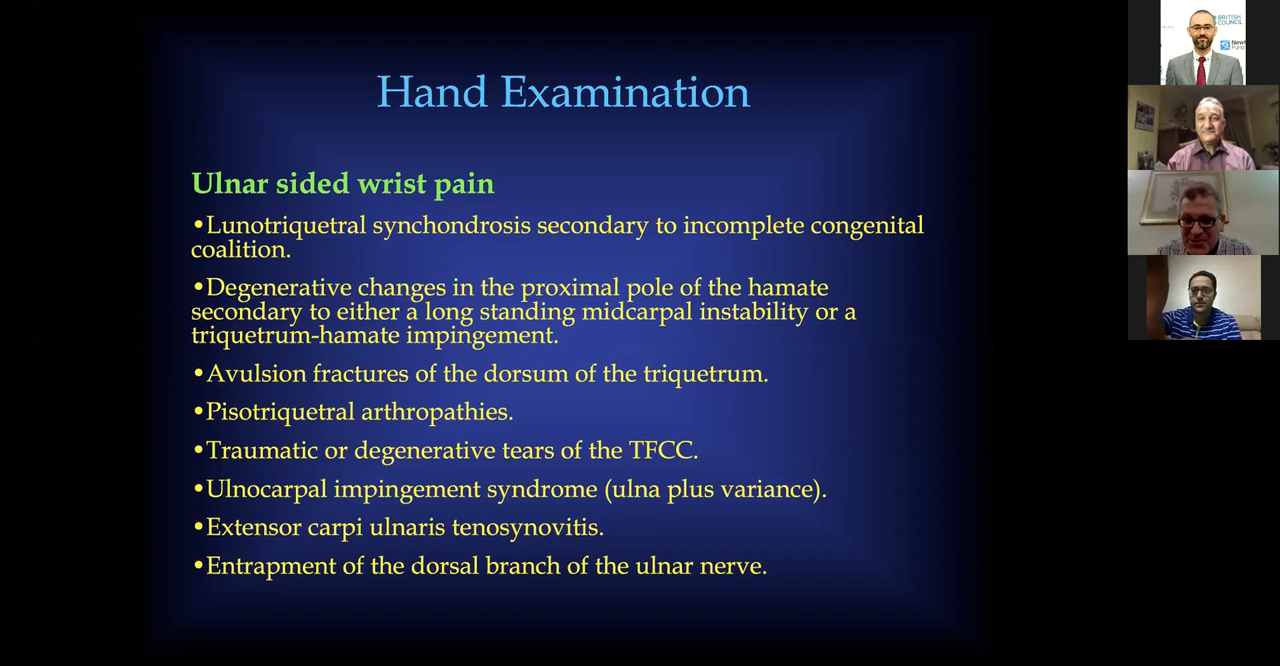 Hand Examination
Ulnar sided wrist pain
•Lunotriquetral synchondrosis secondary to incomplete congenital
coalition.
•Degenerative changes in the proximal pole of the hamate
secondary to either a long standing midcarpal instability or a
triquetrum-hamate impingement.
•Avulsion fractures of the dorsum of the triquetrum.
•Pisotriquetral arthropathies.
•Traumatic or degenerative tears of the TFCC.
•Ulnocarpal impingement syndrome (ulna plus variance).
•Extensor carpi ulnaris tenosynovitis.
•Entrapment of the dorsal branch of the ulnar nerve.
BRITISH
COUNCIL
Fund